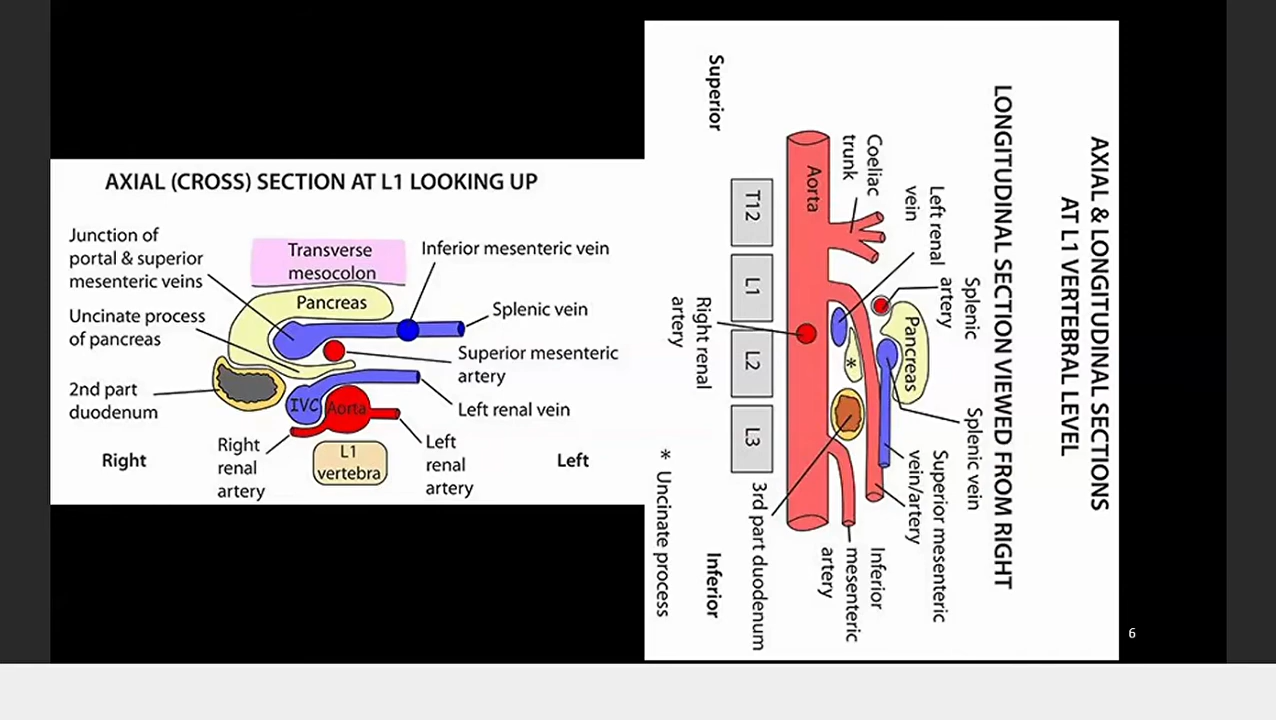 AXIAL (CROSS) SECTION AT L1 LOOKING UP
Junction of
portal & superior
mesenteric veins
Transverse
mesocolon
Inferior mesenteric vein
Pancreas
Splenic vein
Uncinate process
of pancreas
Superior mesenteric
artery
2nd part
duodenum
IVC
Aorta
Left renal vein
Right
renal
artery
Left
renal
artery
L1
vertebra
Right
Left
AXIAL & LONGITUDINAL SECTIONS
AT L1 VERTEBRAL LEVEL
LONGITUDINAL SECTION VIEWED FROM RIGHT
Superior
Coeliac
trunk
Left renal
vein
Splenic
artery
Aorta
Pancreas
T12
L1
L2
L3
*
Right renal
artery
Splenic vein
Superior mesenteric
vein/artery
Inferior
mesenteric
artery
3rd part duodenum
Inferior
* Uncinate process
6